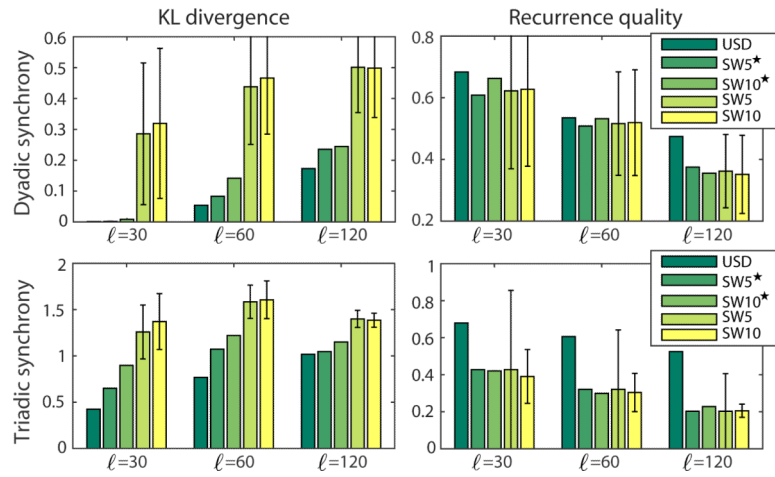 KL divergence
Recurrence quality
Dyadic synchrony
0.6
0.5
0.4
0.3
0.2
0.1
0
ℓ=30
ℓ=60
ℓ=120
0.8
0.6
0.4
0.2
ℓ=30
ℓ=60
ℓ=120
USD
SW5★
SW10★
SW5
SW10
Triadic synchrony
2
1.5
1
0.5
0
ℓ=30
ℓ=60
ℓ=120
1
0.8
0.6
0.4
0.2
0
ℓ=30
ℓ=60
ℓ=120
USD
SW5★
SW10★
SW5
SW10